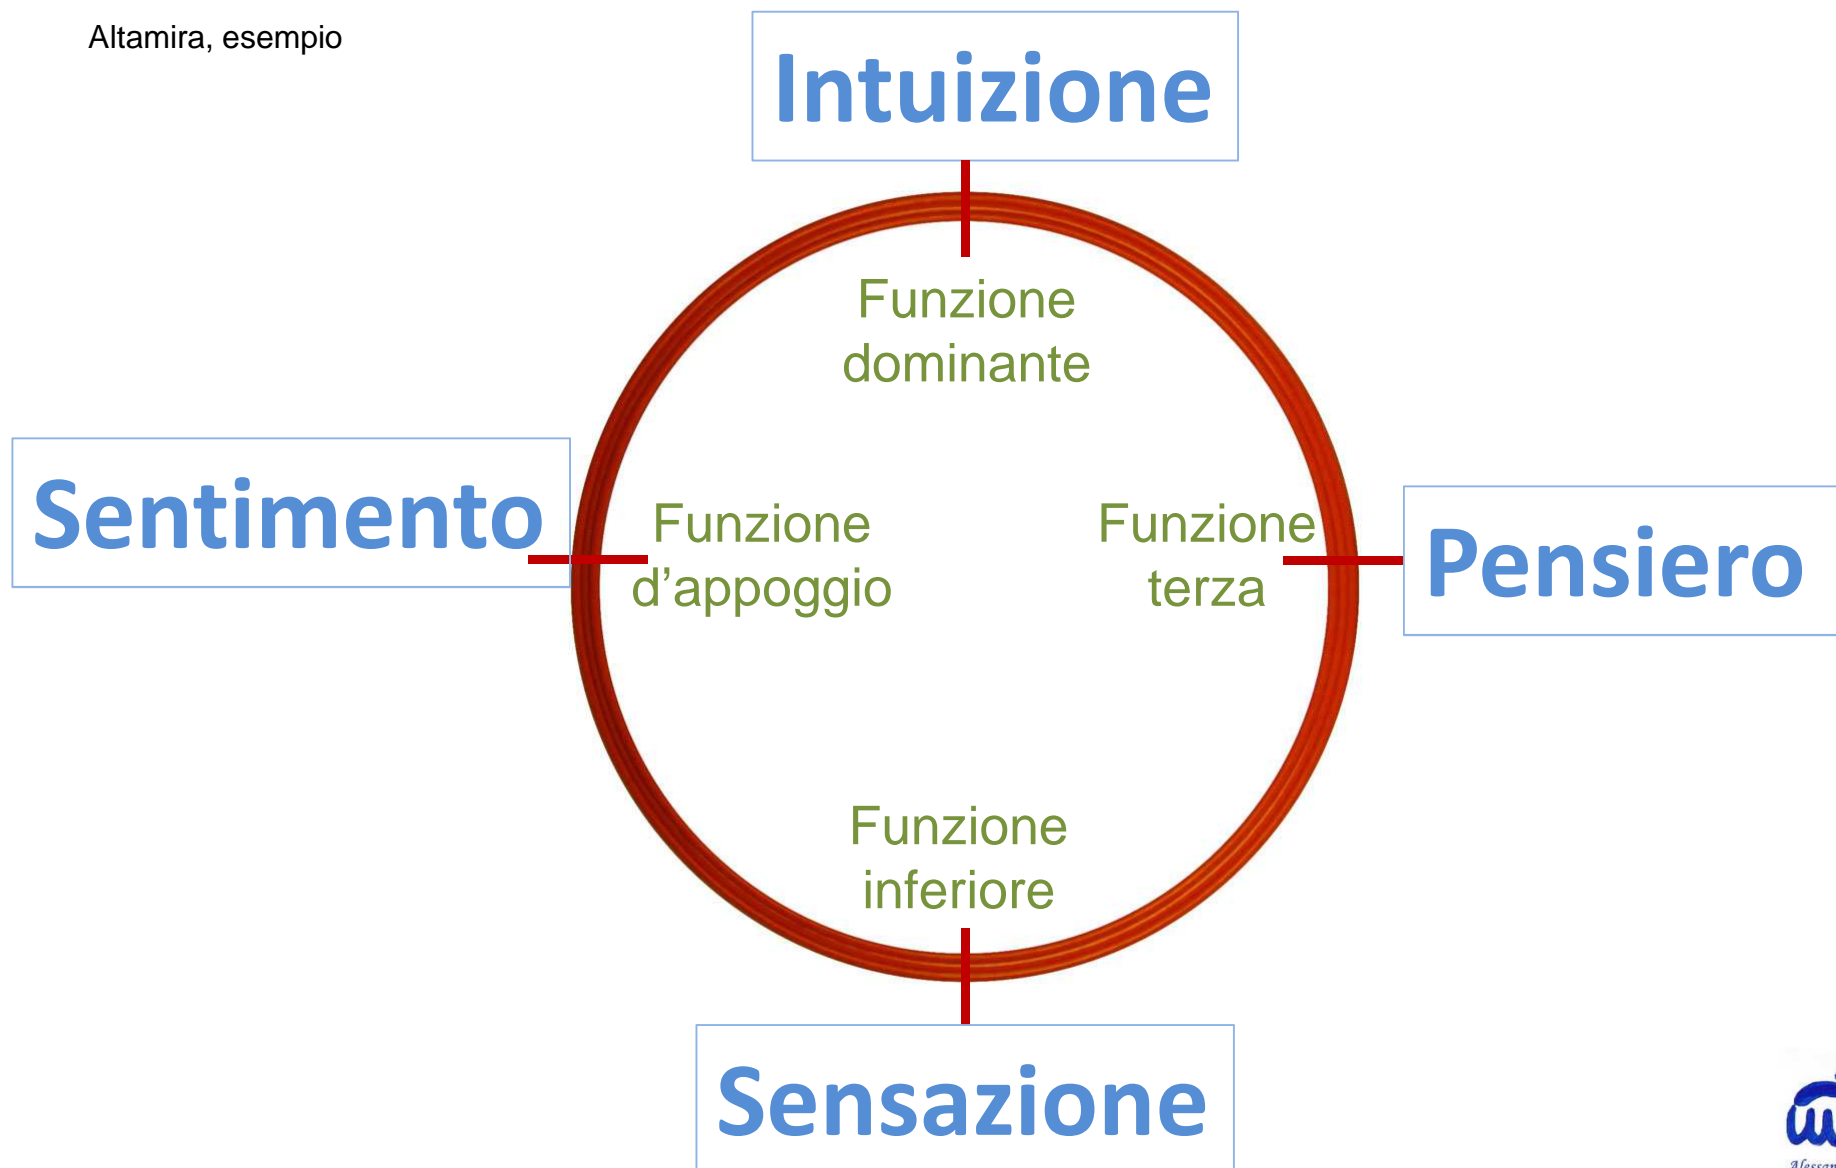 Altamira, esempio
Intuizione
Funzione
dominante
Sentimento
Funzione
d’appoggio
Funzione
terza
Pensiero
Funzione
inferiore
Sensazione